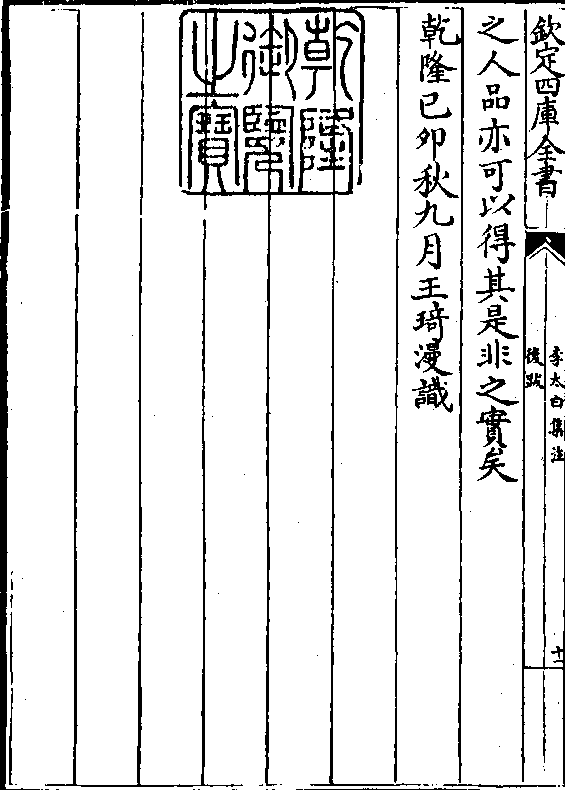 欽定四庫全書
李太白集注
後跋
十一
之人品亦可以得其是非之實矣
乾隆己卯秋九月王琦漫識
乾隆
御覽
之寶